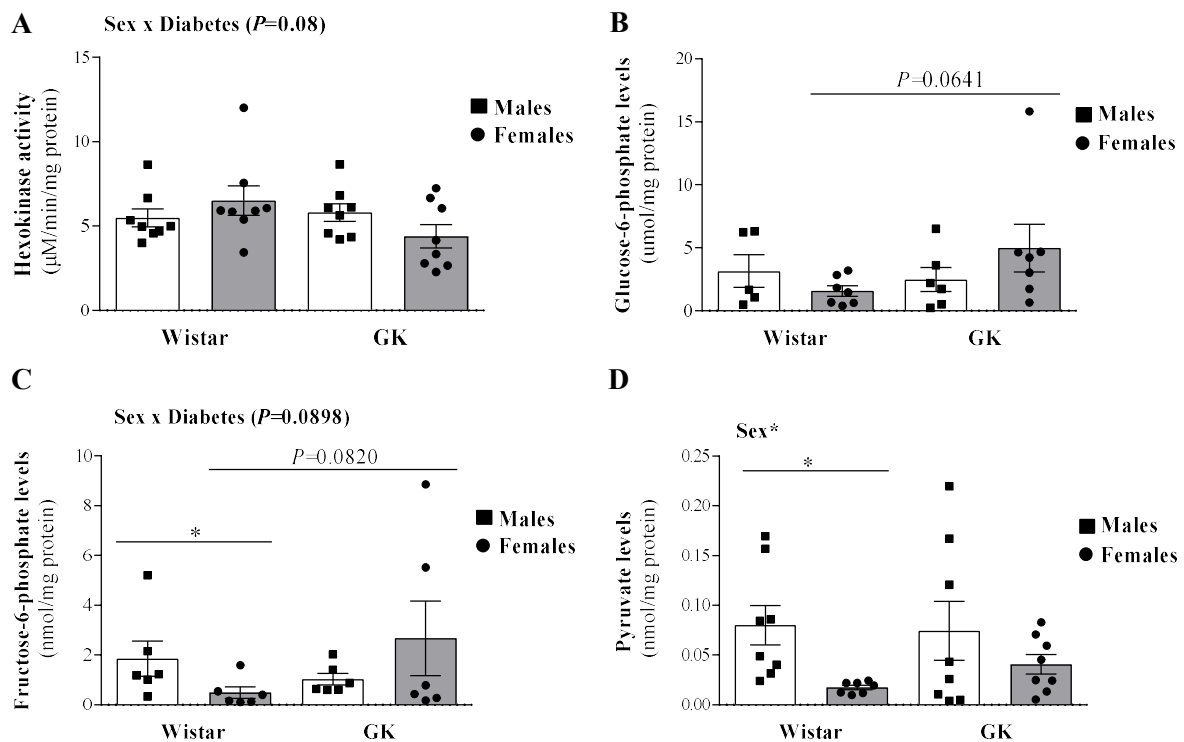 A
Sex x Diabetes (P=0.08)
Hexokinase activity
(μM/min/mg protein)
15
10
5
0
Wistar
GK
Males
Females
B
P=0.0641
Glucose-6-phosphate levels
(umol/mg protein)
20
15
10
5
0
Wistar
GK
Males
Females
C
Sex x Diabetes (P=0.0898)
P=0.0820
*
Fructose-6-phosphate levels
(nmol/mg protein)
10
8
6
4
2
0
Wistar
GK
Males
Females
D
Sex*
*
Pyruvate levels
(nmol/mg protein)
0.25
0.20
0.15
0.10
0.05
0.00
Wistar
GK
Males
Females